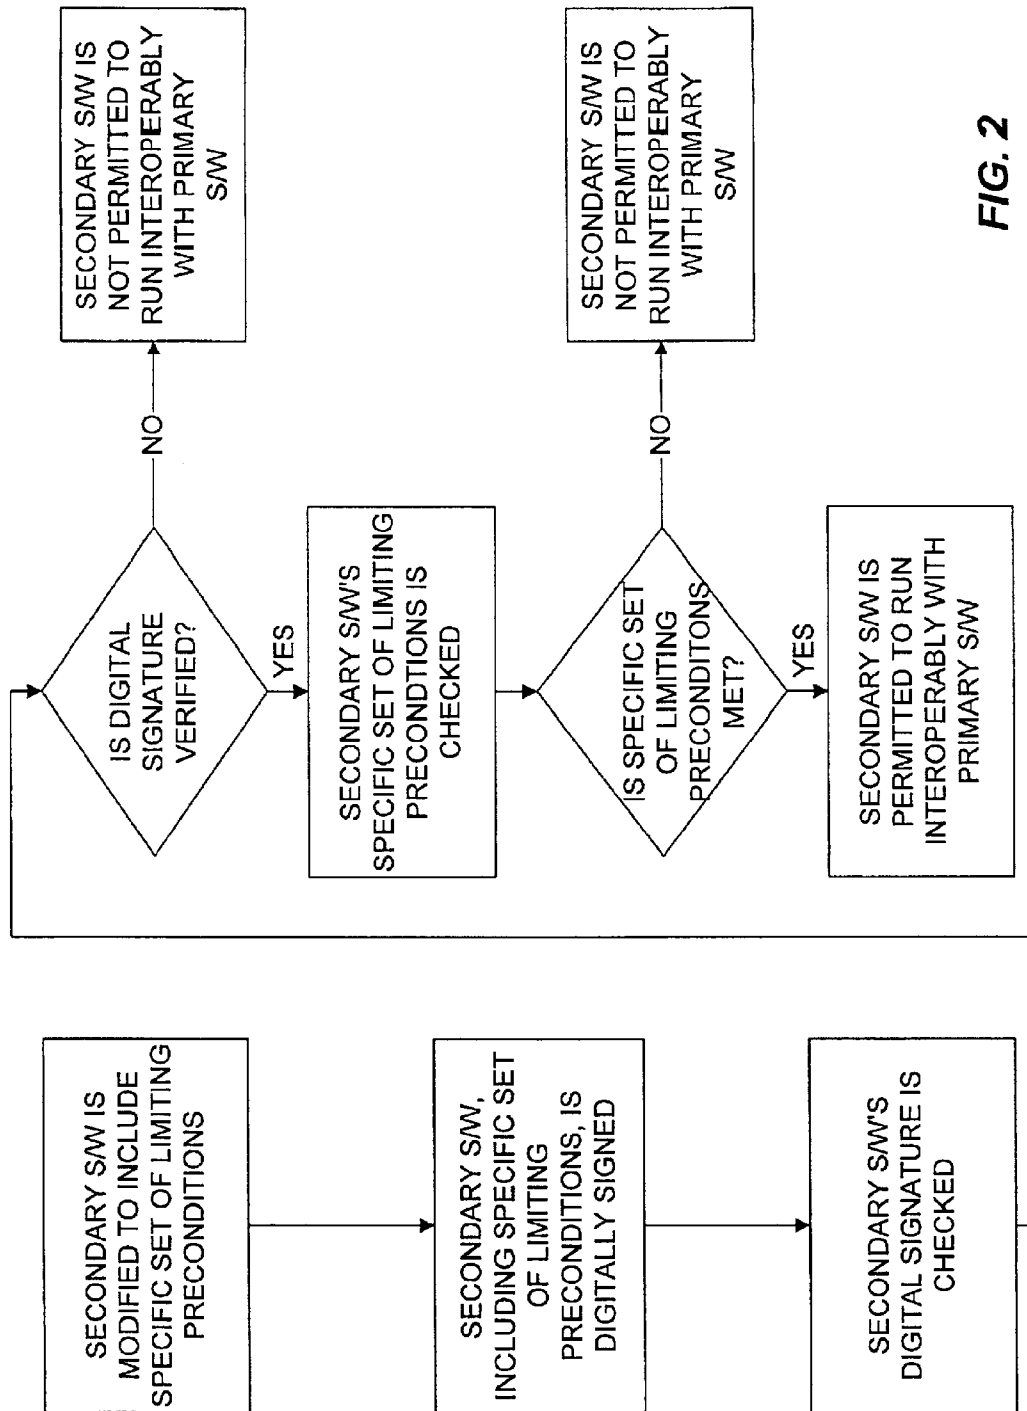 SECONDARY S/W IS
MODIFIED TO INCLUDE
SPECIFIC SET OF LIMITING
PRECONDITIONS
SECONDARY S/W,
INCLUDING SPECIFIC SET
OF LIMITING
PRECONDITIONS, IS
DIGITALLY SIGNED
SECONDARY S/W'S
DIGITAL SIGNATURE IS
CHECKED
IS DIGITAL
SIGNATURE
VERIFIED?
NO
SECONDARY S/W IS
NOT PERMITTED TO
RUN INTEROPERABLY
WITH PRIMARY
S/W
YES
SECONDARY S/W'S
SPECIFIC SET OF LIMITING
PRECONDITIONS IS
CHECKED
IS SPECIFIC SET
OF LIMITING
PRECONDITONS
MET?
NO
SECONDARY S/W IS
NOT PERMITTED TO
RUN INTEROPERABLY
WITH PRIMARY
S/W
YES
SECONDARY S/W IS
PERMITTED TO RUN
INTEROPERABLY WITH
PRIMARY S/W
FIG. 2